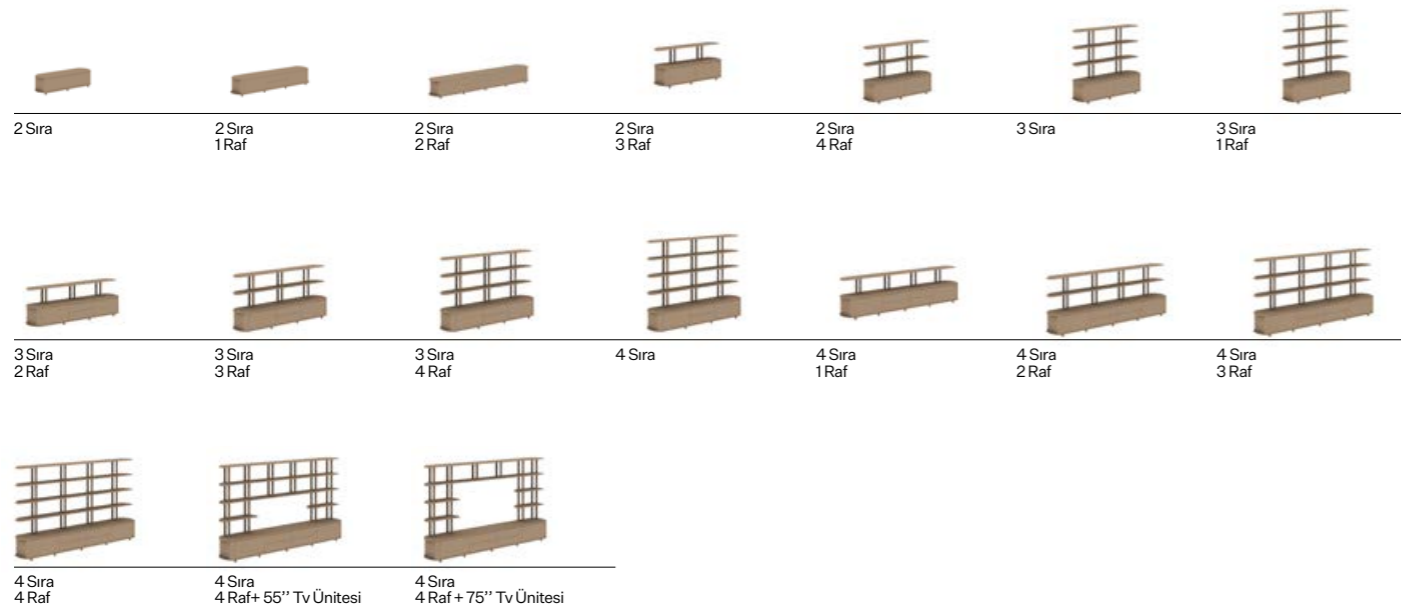 2 Sıra
2 Sıra
1 Raf
2 Sıra
2 Raf
2 Sıra
3 Raf
2 Sıra
4 Raf
3 Sıra
3 Sıra
1 Raf
3 Sıra
2 Raf
3 Sıra
3 Raf
3 Sıra
4 Raf
4 Sıra
4 Sıra
1 Raf
4 Sıra
2 Raf
4 Sıra
3 Raf
4 Sıra
4 Raf
4 Sıra
4 Raf+ 55’’ Tv Ünitesi
4 Sıra
4 Raf + 75’’ Tv Ünitesi